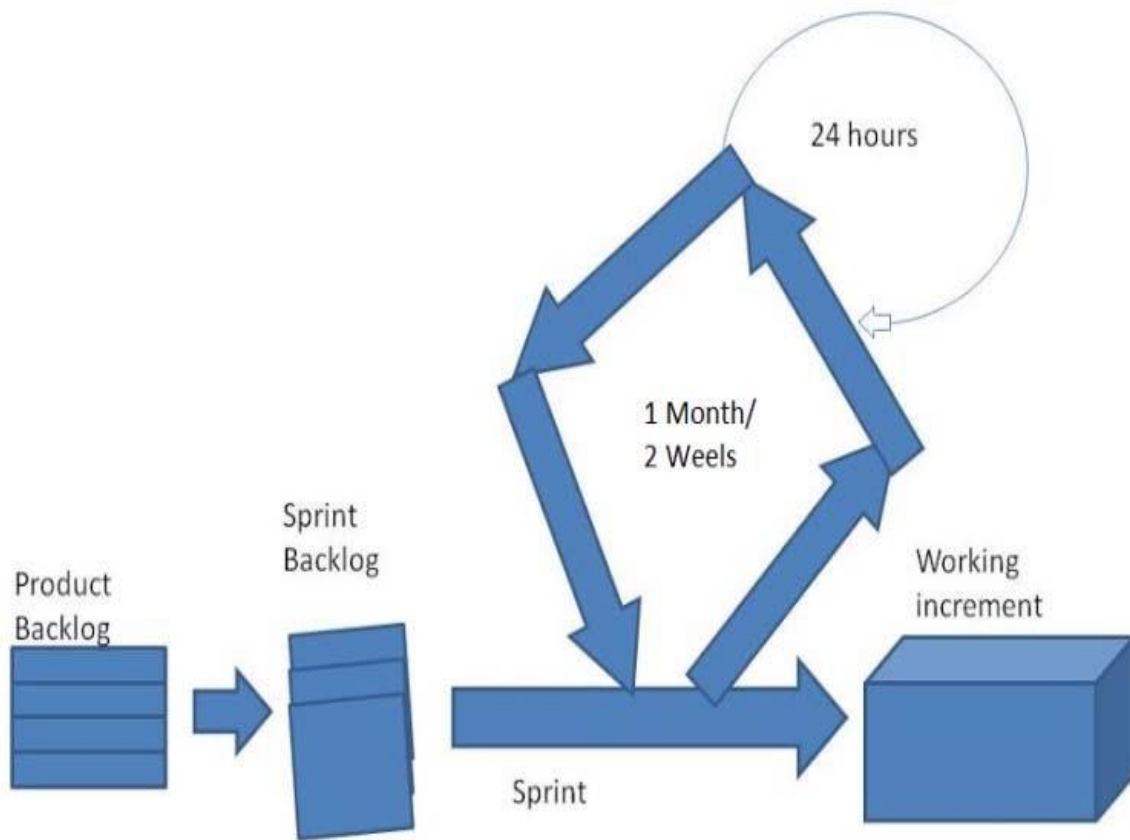 24 hours
1 Month/
2 Weels
Sprint
Backlog
Product
Backlog
Working
increment
Sprint